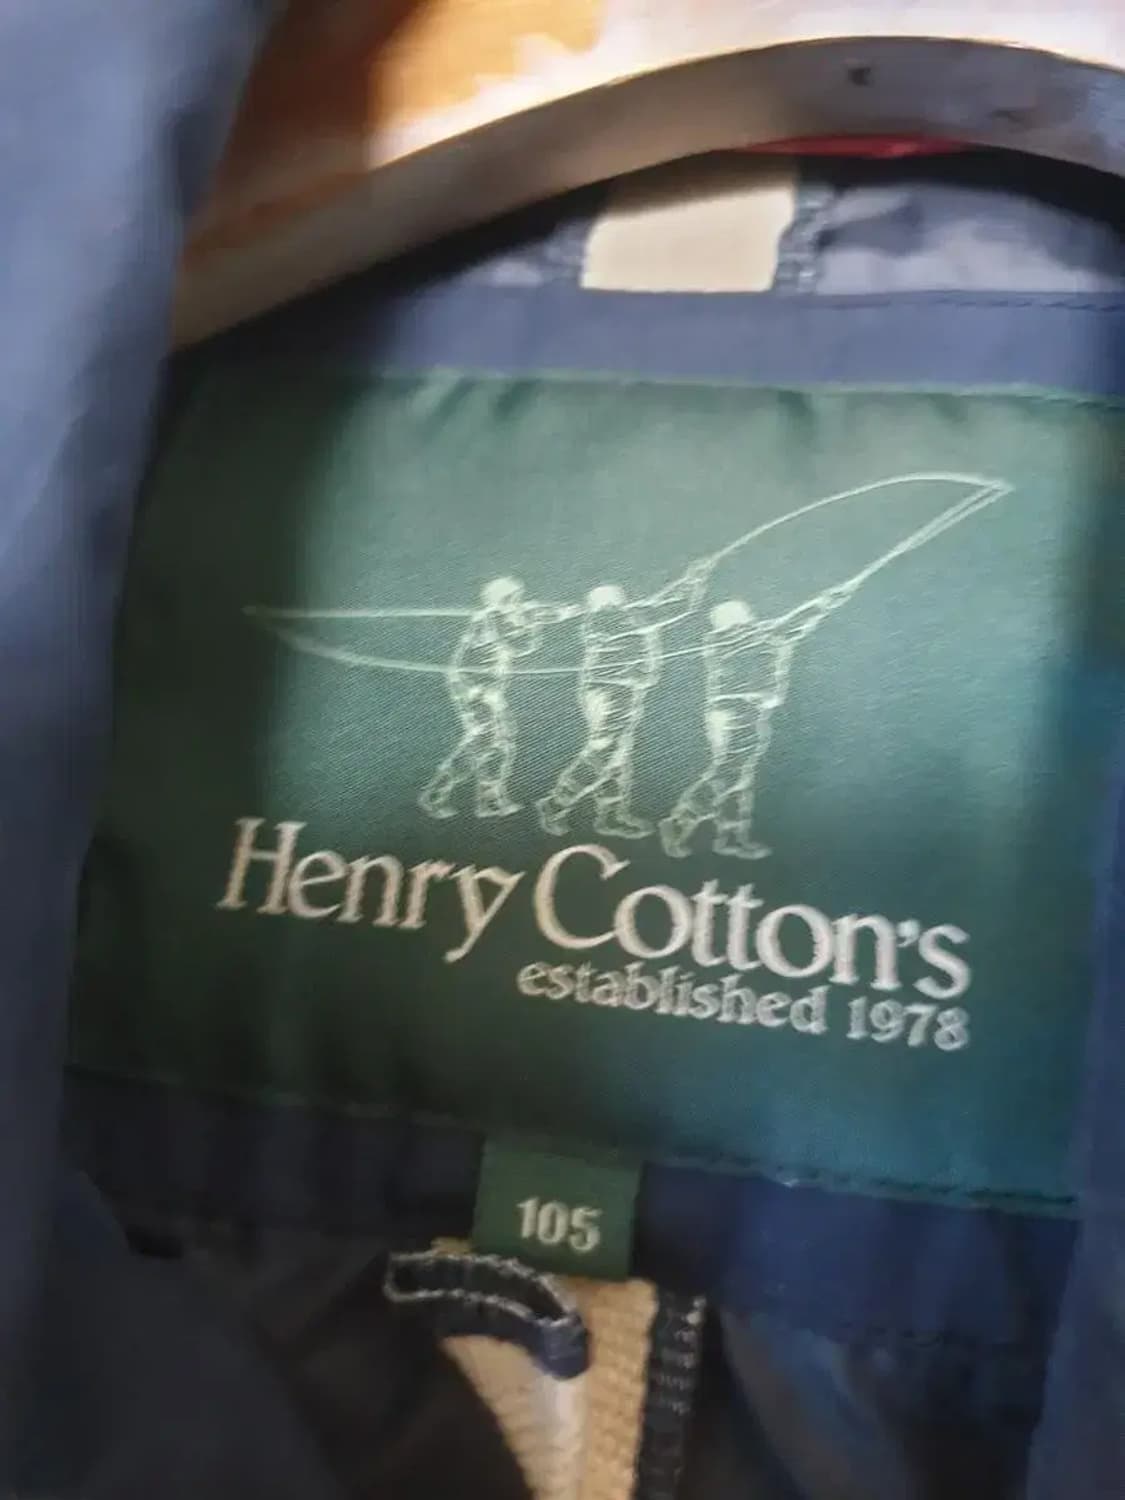 Henry Cotton's
established 1978
105